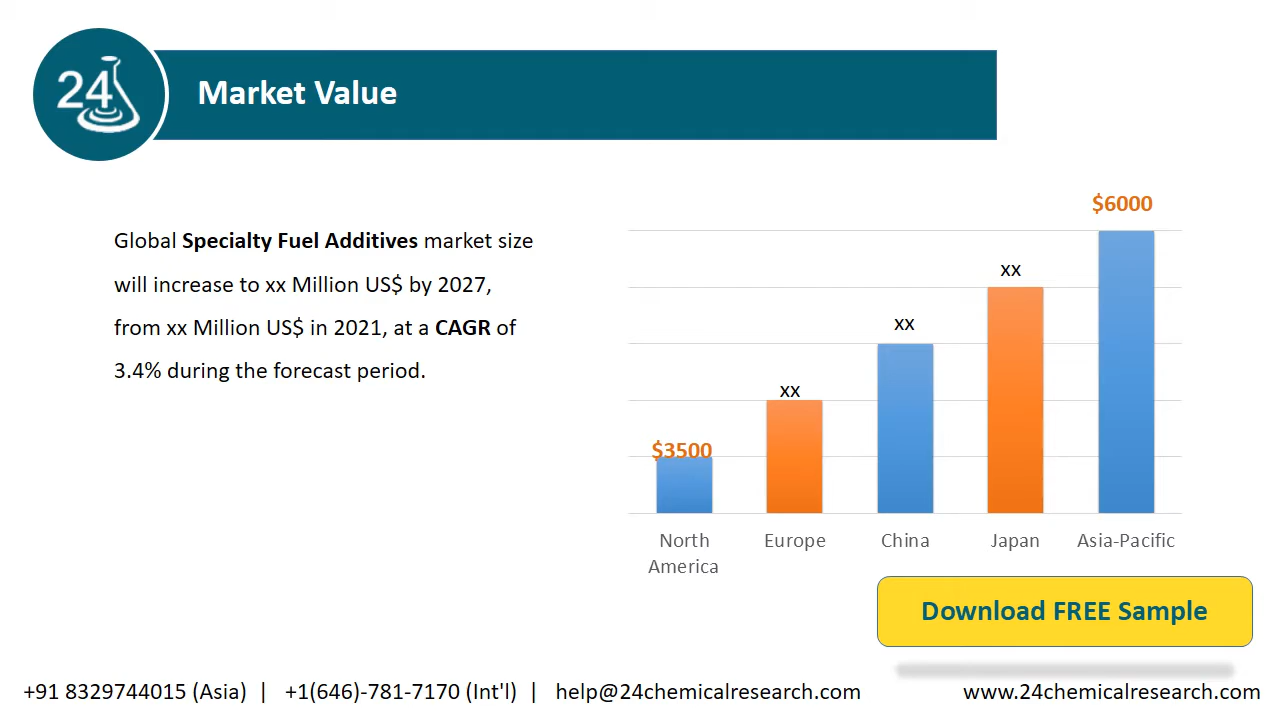 24
Market Value
Global Specialty Fuel Additives market size
will increase to xx Million US$ by 2027,
from xx Million US$ in 2021, at a CAGR of
3.4% during the forecast period.
$3500
xx
xx
xx
$6000
North
America
Europe
China
Japan
Asia-Pacific
Download FREE Sample
+91 8329744015 (Asia) | +1(646)-781-7170 (Int'l) | help@24chemicalresearch.com
www.24chemicalresearch.com